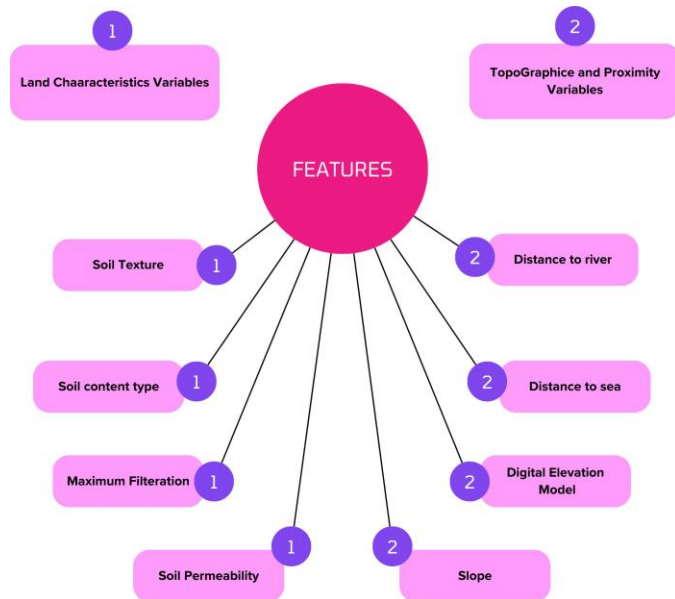 1
2
Land Chaaracteristics Variables
TopoGraphice and Proximity
Variables
FEATURES
Soil Texture
1
2
Distance to river
Soil content type
1
2
Distance to sea
Maximum Filteration
1
2
Digital Elevation
Model
Soil Permeability
1
2
Slope